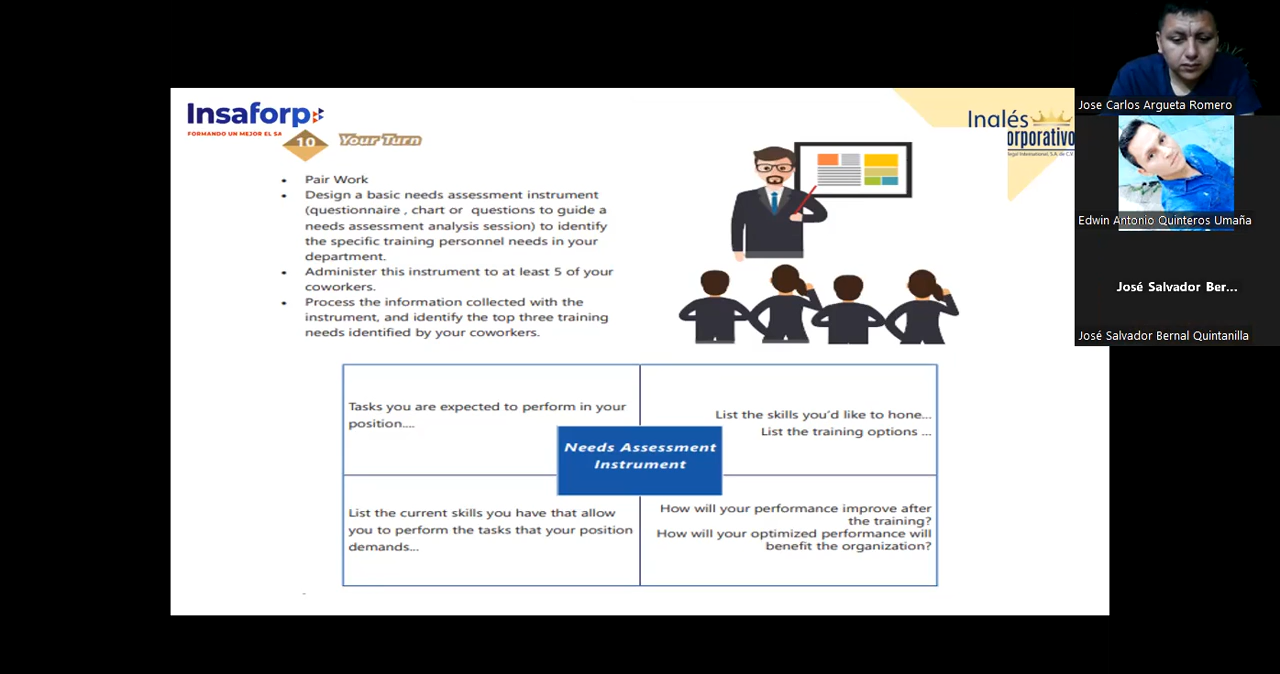 Insaforp
FORMANDO UN MEJOR EL SA
10
Your Turn
Inglés
orporativo
• Pair Work
• Design a basic needs assessment instrument
(questionnaire , chart or questions to guide a
needs assessment analysis session) to identify
the specific training personnel needs in your
department.
• Administer this instrument to at least 5 of your
coworkers.
• Process the information collected with the
instrument, and identify the top three training
needs identified by your coworkers.
Tasks you are expected to perform in your
position....
List the skills you'd like to hone...
List the training options ...
Needs Assessment
Instrument
List the current skills you have that allow
you to perform the tasks that your position
demands...
How will your performance improve after
the training?
How will your optimized performance will
benefit the organization?
Jose Carlos Argueta Romero
Edwin Antonio Quinteros Umaña
José Salvador Ber...
José Salvador Bernal Quintanilla